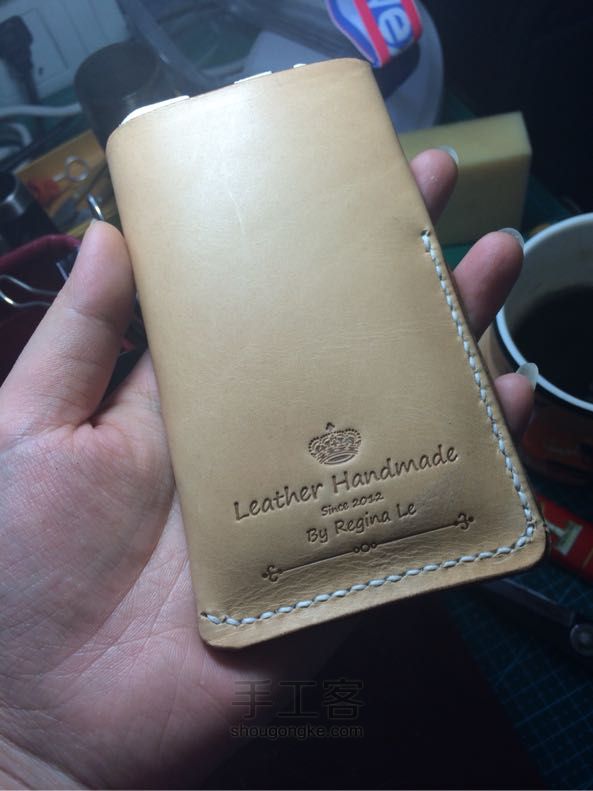 Leather Handmade
Since 2012
By Regina Le
手工客
shougongke.com